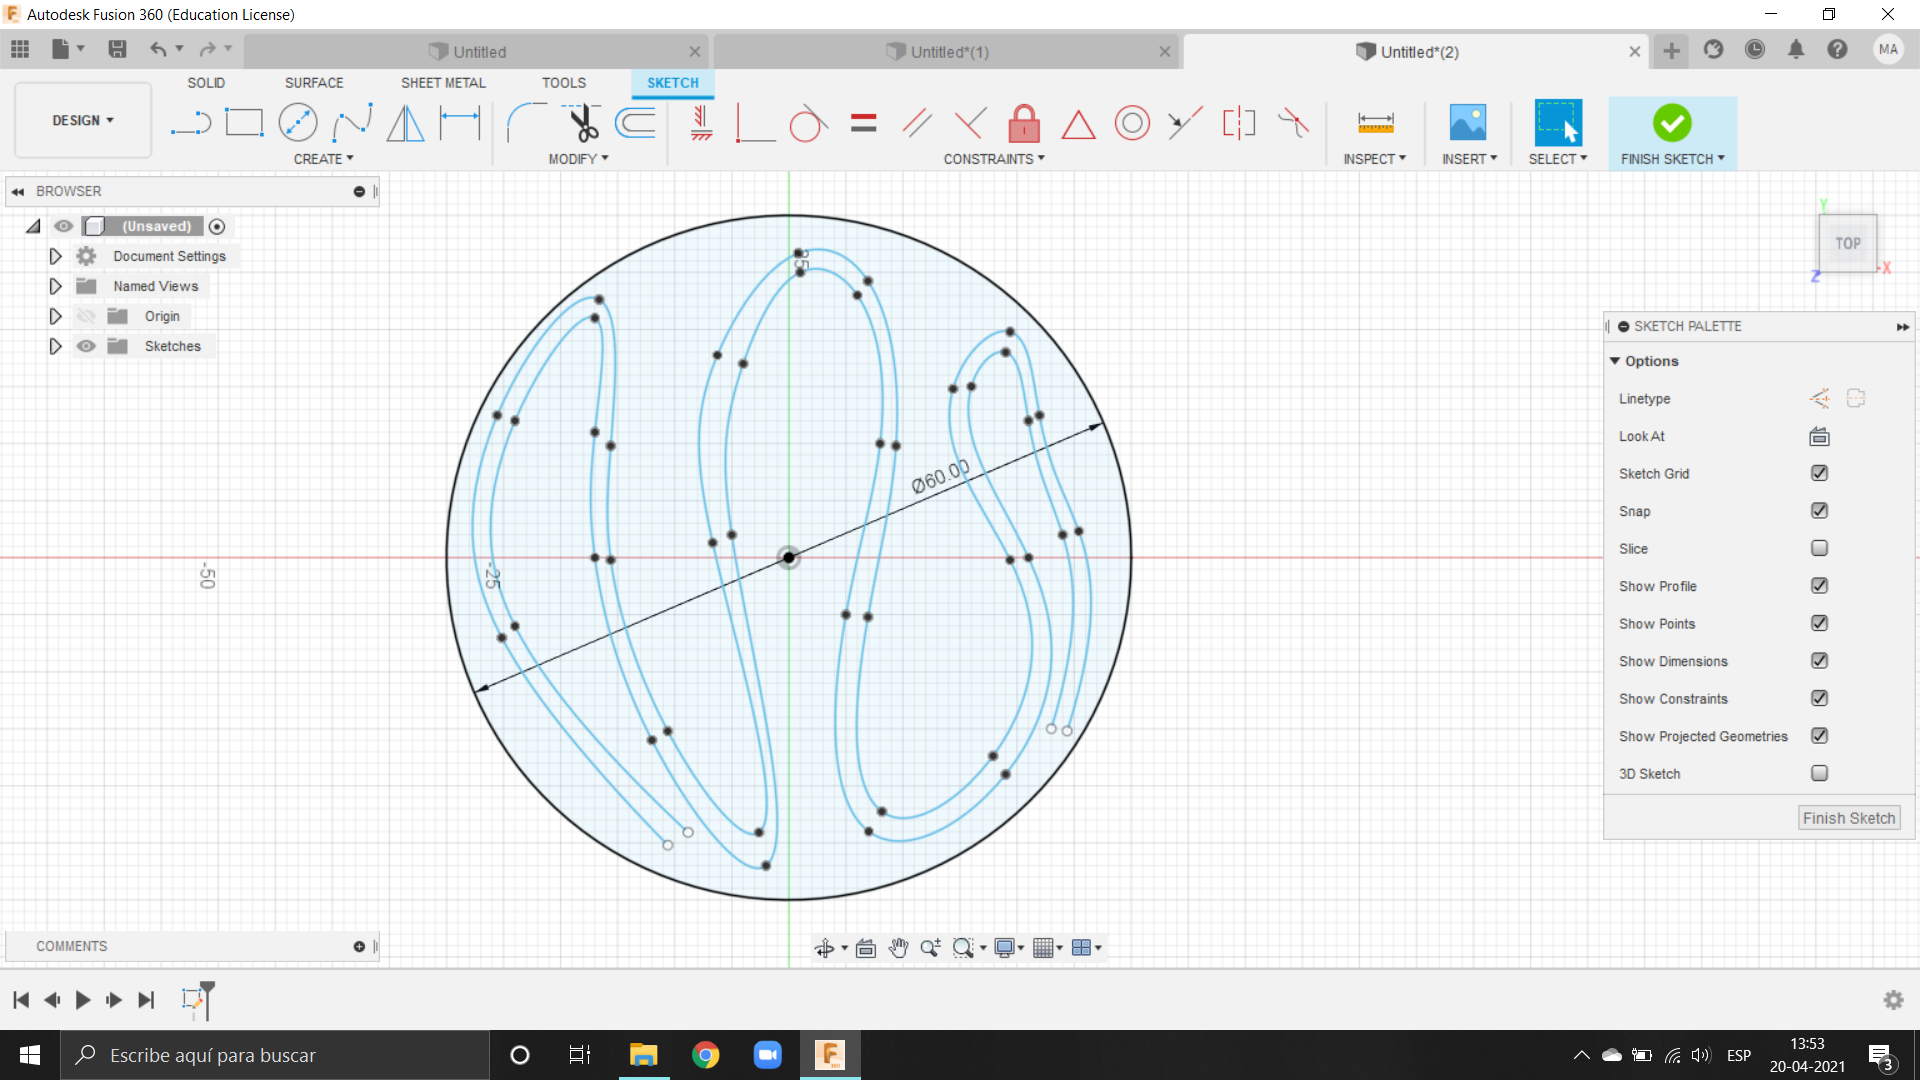 Autodesk Fusion 360 (Education License)
Untitled
Untitled*(1)
Untitled*(2)
MA
SOLID
SURFACE
SHEET METAL
TOOLS
SKETCH
DESIGN
CREATE
MODIFY
CONSTRAINTS
INSPECT
INSERT
SELECT
FINISH SKETCH
BROWSER
(Unsaved)
Document Settings
Named Views
Origin
Sketches
Y
TOP
Z
X
25
Ø60.00
-50
-25
SKETCH PALETTE
Options
Linetype
Look At
Sketch Grid
Snap
Slice
Show Profile
Show Points
Show Dimensions
Show Constraints
Show Projected Geometries
3D Sketch
Finish Sketch
COMMENTS
Escribe aquí para buscar
F
360
ESP
13:53
20-04-2021
3